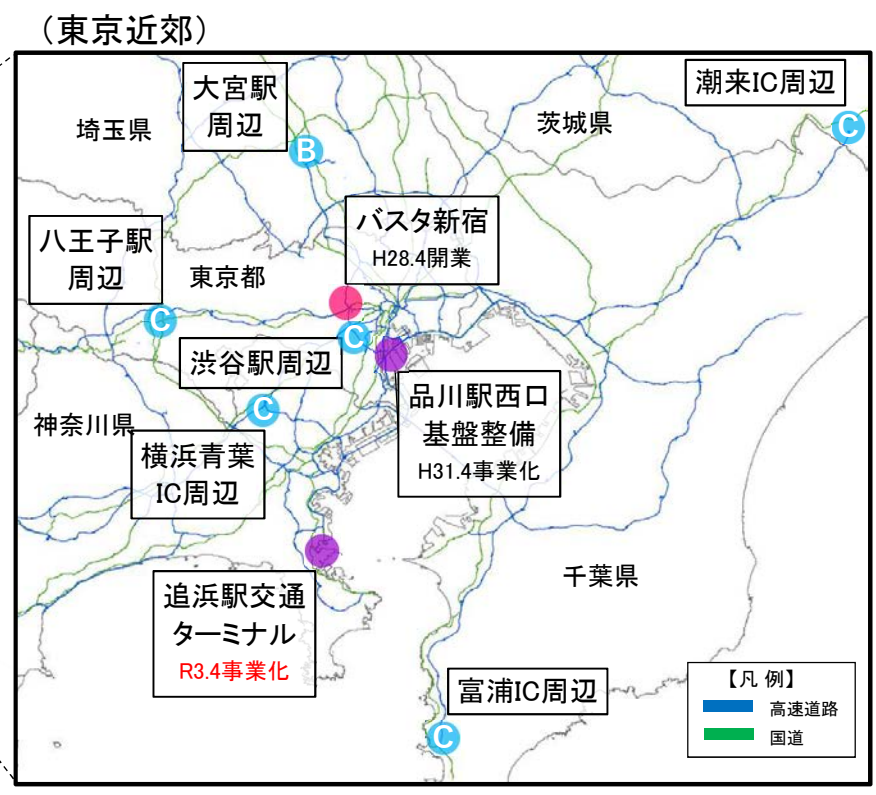 (東京近郊)
大宮駅
周辺
潮来IC周辺
埼玉県
茨城県
B
C
バスタ新宿
H28.4開業
八王子駅
周辺
東京都
C
C
渋谷駅周辺
品川駅西口
基盤整備
H31.4事業化
C
神奈川県
横浜青葉
IC周辺
追浜駅交通
ターミナル
R3.4事業化
千葉県
富浦IC周辺
C
【凡 例】
高速道路
国道